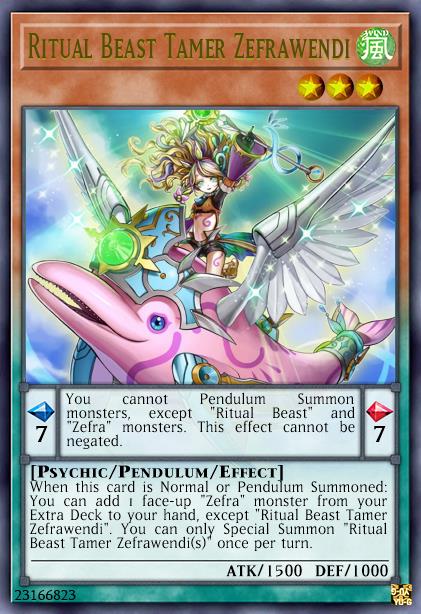 Ritual Beast Tamer Zefrawendi
WIND
風
You cannot Pendulum Summon
monsters, except "Ritual Beast" and
"Zefra" monsters. This effect cannot be
negated.
7
7
[Psychic/Pendulum/Effect]
When this card is Normal or Pendulum Summoned:
You can add 1 face-up "Zefra" monster from your
Extra Deck to your hand, except "Ritual Beast Tamer
Zefrawendi". You can only Special Summon "Ritual
Beast Tamer Zefrawendi(s)" once per turn.
ATK/1500 DEF/1000
23166823